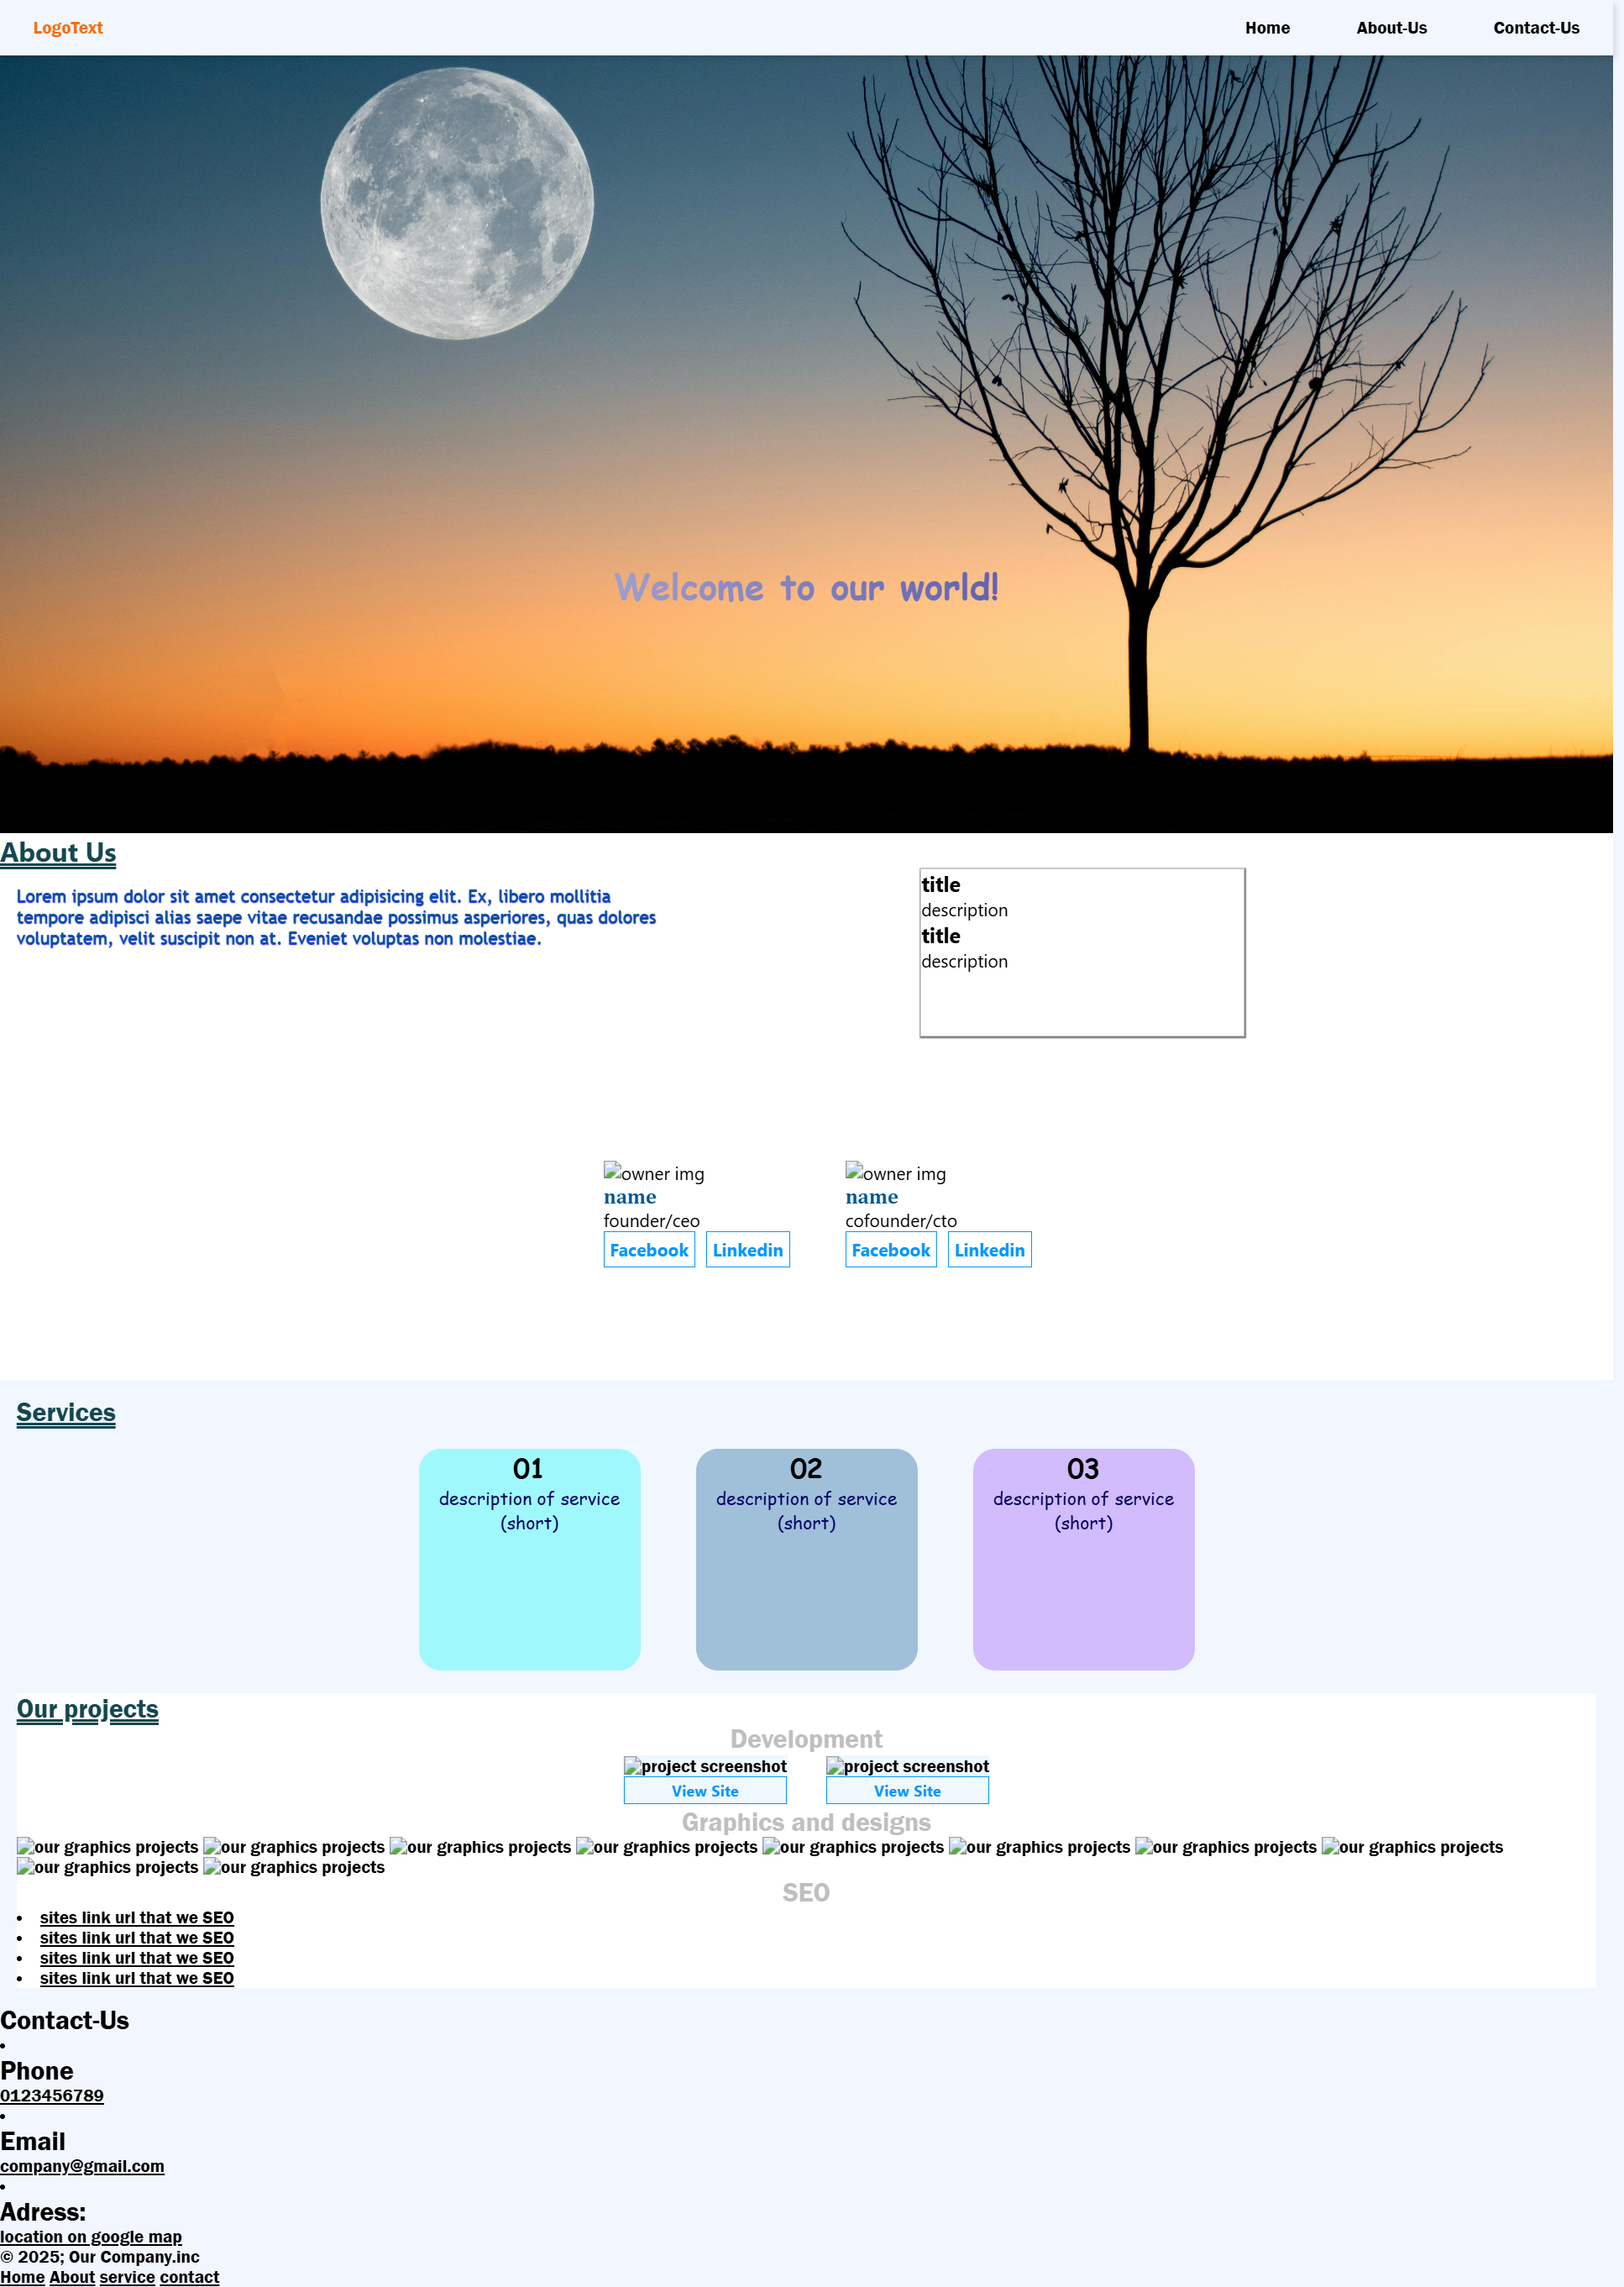 LogoText
Home About-Us Contact-Us
Welcome to our world!
About Us
Lorem ipsum dolor sit amet consectetur adipisicing elit. Ex, libero mollitia
tempore adipisci alias saepe vitae recusandae possimus asperiores, quas dolores
voluptatem, velit suscipit non at. Eveniet voluptas non molestiae.
title
description
title
description
owner img
name
founder/ceo
Facebook Linkedin
owner img
name
cofounder/cto
Facebook Linkedin
Services
01
description of service
(short)
02
description of service
(short)
03
description of service
(short)
Our projects
Development
project screenshot project screenshot
View Site View Site
Graphics and designs
our graphics projects our graphics projects our graphics projects our graphics projects our graphics projects our graphics projects our graphics projects our graphics projects
our graphics projects our graphics projects
SEO
• sites link url that we SEO
• sites link url that we SEO
• sites link url that we SEO
• sites link url that we SEO
Contact-Us
•
Phone
0123456789
•
Email
company@gmail.com
•
Adress:
location on google map
© 2025; Our Company.inc
Home About service contact